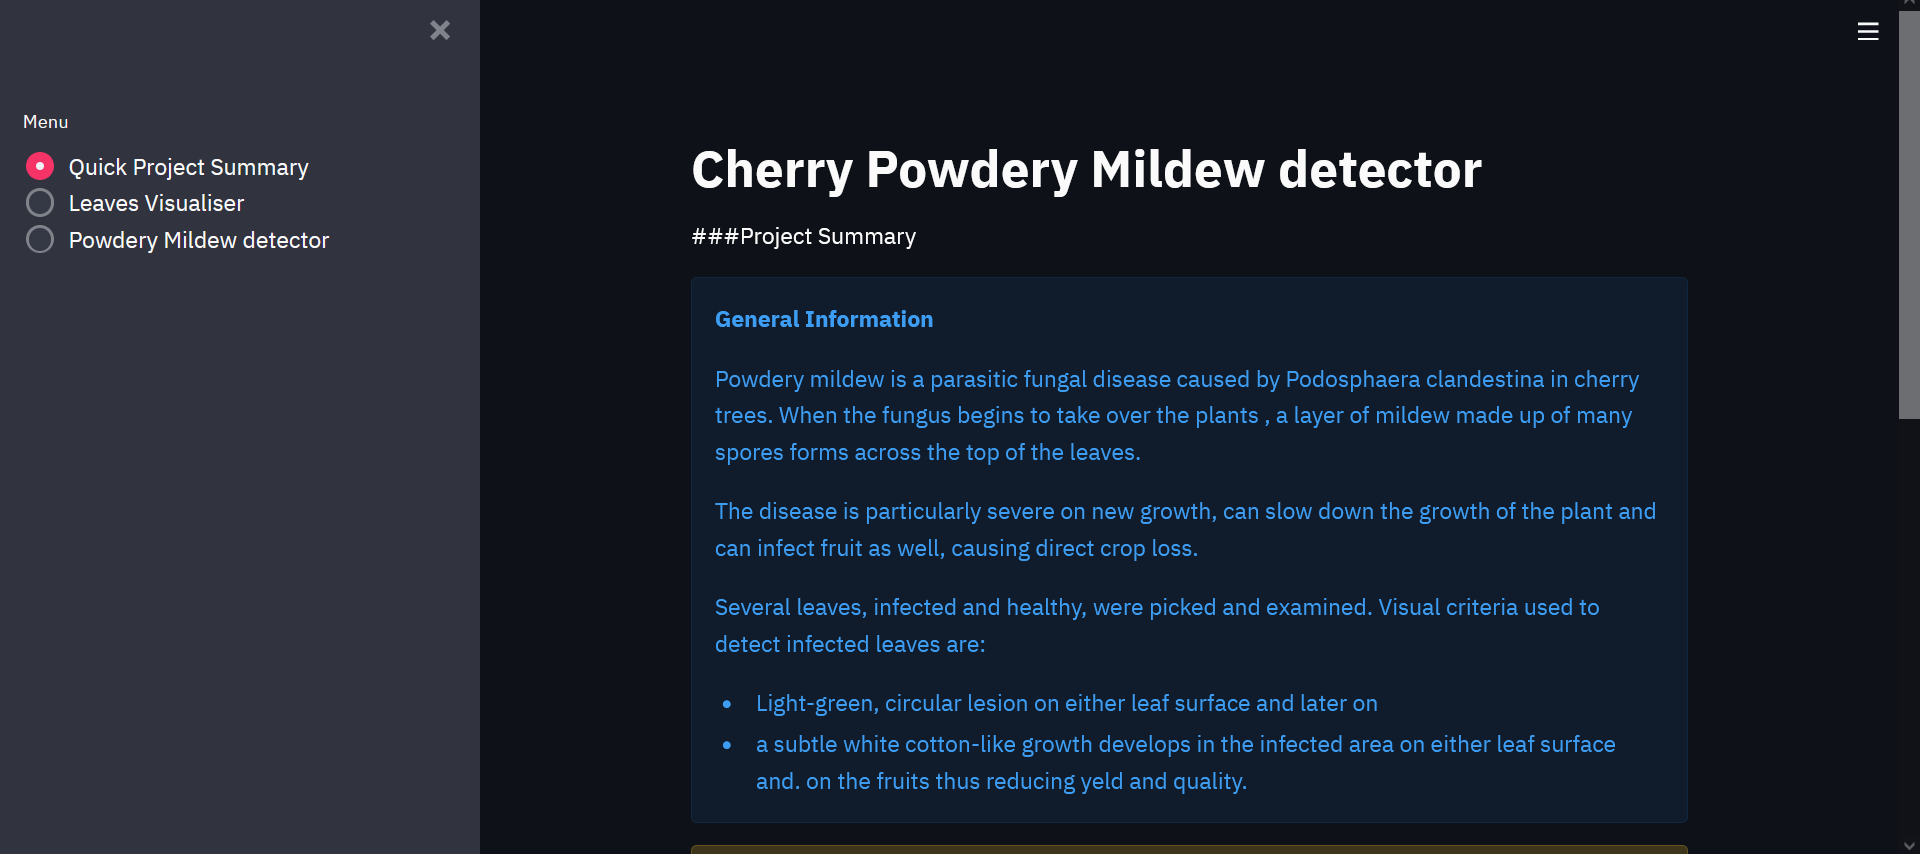 Menu
Quick Project Summary
Leaves Visualiser
Powdery Mildew detector
Cherry Powdery Mildew detector
###Project Summary
General Information
Powdery mildew is a parasitic fungal disease caused by Podosphaera clandestina in cherry
trees. When the fungus begins to take over the plants , a layer of mildew made up of many
spores forms across the top of the leaves.
The disease is particularly severe on new growth, can slow down the growth of the plant and
can infect fruit as well, causing direct crop loss.
Several leaves, infected and healthy, were picked and examined. Visual criteria used to
detect infected leaves are:
• Light-green, circular lesion on either leaf surface and later on
• a subtle white cotton-like growth develops in the infected area on either leaf surface
and. on the fruits thus reducing yeld and quality.